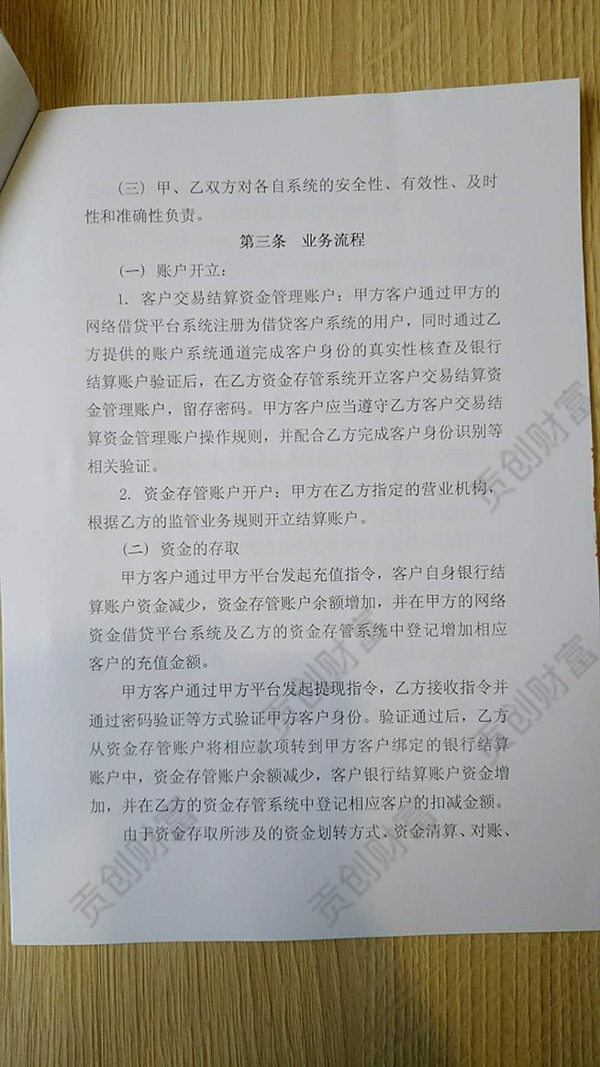 (三) 甲、乙双方对各自系统的安全性、有效性、及时
性和准确性负责。
第三条 业务流程
(一) 账户开立：
1. 客户交易结算资金管理账户：甲方客户通过甲方的
网络借贷平台系统注册为借贷客户系统的用户，同时通过乙
方提供的账户系统通道完成客户身份的真实性核查及银行
结算账户验证后，在乙方资金存管系统开立客户交易结算资
金管理账户，留存密码。甲方客户应当遵守乙方客户交易结
算资金管理账户操作规则，并配合乙方完成客户身份识别等
相关验证。
2. 资金存管账户开户：甲方在乙方指定的营业机构，
根据乙方的监管业务规则开立结算账户。
(二) 资金的存取
甲方客户通过甲方平台发起充值指令，客户自身银行结
算账户资金减少，资金存管账户余额增加，并在甲方的网络
资金借贷平台系统及乙方的资金存管系统中登记增加相应
客户的充值金额。
甲方客户通过甲方平台发起提现指令，乙方接收指令并
通过密码验证等方式验证甲方客户身份。验证通过后，乙方
从资金存管账户将相应款项转到甲方客户绑定的银行结算
账户中，资金存管账户余额减少，客户银行结算账户资金增
加，并在乙方的资金存管系统中登记相应客户的扣减金额。
由于资金存取所涉及的资金划转方式、资金清算、对账、
贡创财富
贡创财富
贡创财富
贡创财富